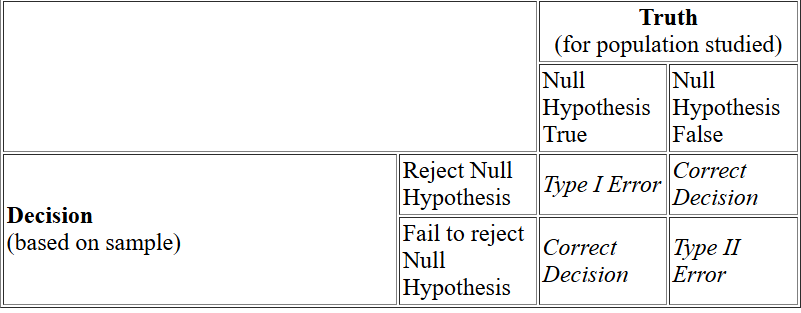 Truth
(for population studied)
Null
Hypothesis
True
Null
Hypothesis
False
Decision
(based on sample)
Reject Null
Hypothesis
Type I Error
Correct
Decision
Fail to reject
Null
Hypothesis
Correct
Decision
Type II
Error